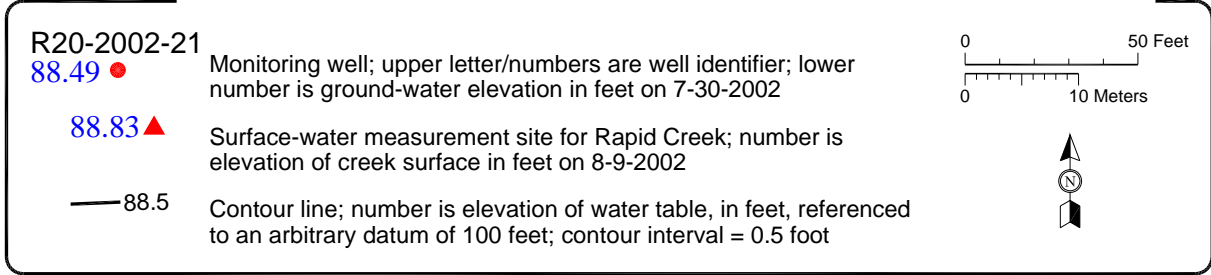 R20-2002-21
88.49
Monitoring well; upper letter/numbers are well identifier; lower
number is ground-water elevation in feet on 7-30-2002
88.83
Surface-water measurement site for Rapid Creek; number is
elevation of creek surface in feet on 8-9-2002
88.5
Contour line; number is elevation of water table, in feet, referenced
to an arbitrary datum of 100 feet; contour interval = 0.5 foot
0 50 Feet
0 10 Meters
N